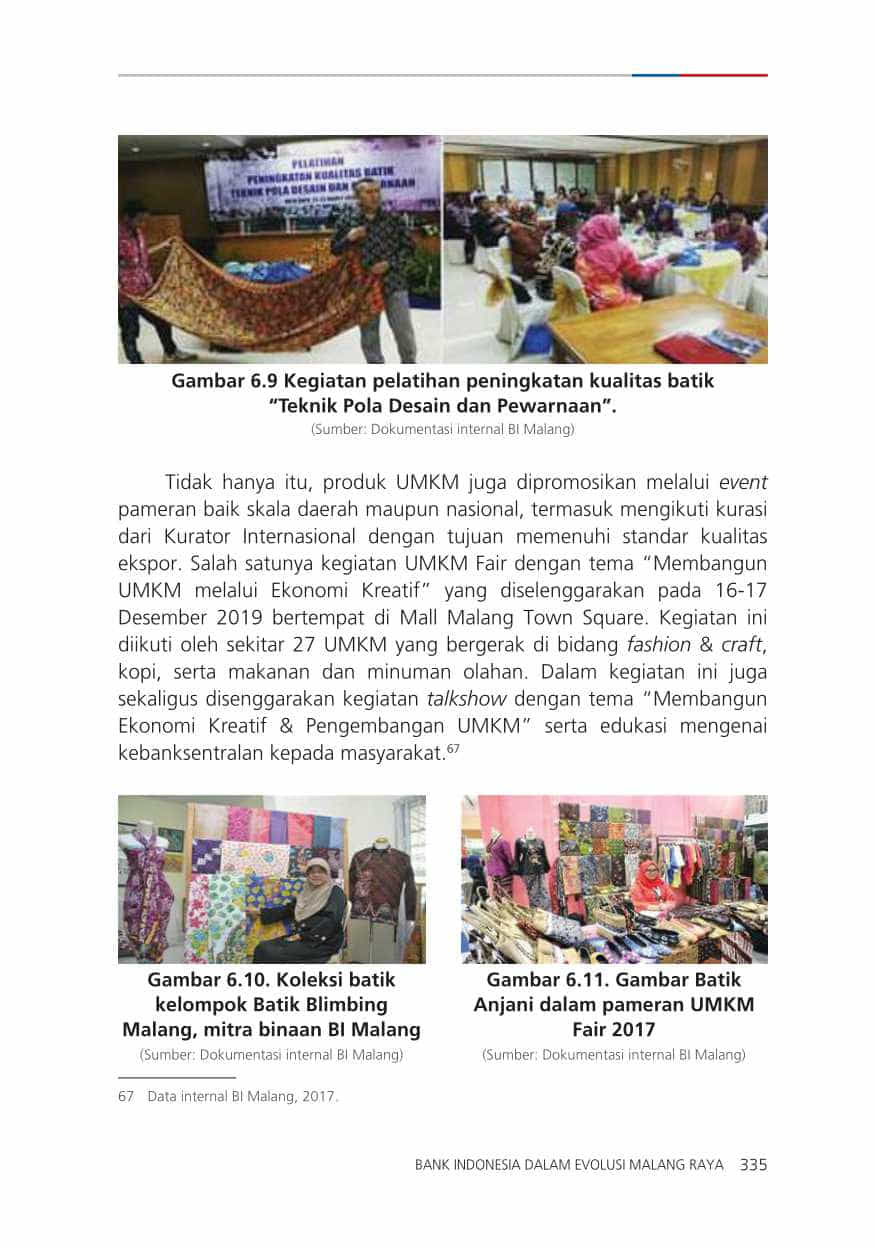 PELATIHAN
PENINGKATAN KUALITAS BATIK
TEKNIK POLA DESAIN DAN PEWARNAAN
Gambar 6.9 Kegiatan pelatihan peningkatan kualitas batik
“Teknik Pola Desain dan Pewarnaan”.
(Sumber: Dokumentasi internal BI Malang)
Tidak hanya itu, produk UMKM juga dipromosikan melalui event
pameran baik skala daerah maupun nasional, termasuk mengikuti kurasi
dari Kurator Internasional dengan tujuan memenuhi standar kualitas
ekspor. Salah satunya kegiatan UMKM Fair dengan tema “Membangun
UMKM melalui Ekonomi Kreatif” yang diselenggarakan pada 16-17
Desember 2019 bertempat di Mall Malang Town Square. Kegiatan ini
diikuti oleh sekitar 27 UMKM yang bergerak di bidang fashion & craft,
kopi, serta makanan dan minuman olahan. Dalam kegiatan ini juga
sekaligus disenggarakan kegiatan talkshow dengan tema “Membangun
Ekonomi Kreatif & Pengembangan UMKM” serta edukasi mengenai
kebanksentralan kepada masyarakat.67
Gambar 6.10. Koleksi batik
kelompok Batik Blimbing
Malang, mitra binaan BI Malang
(Sumber: Dokumentasi internal BI Malang)
Gambar 6.11. Gambar Batik
Anjani dalam pameran UMKM
Fair 2017
(Sumber: Dokumentasi internal BI Malang)
67 Data internal BI Malang, 2017.
BANK INDONESIA DALAM EVOLUSI MALANG RAYA 335